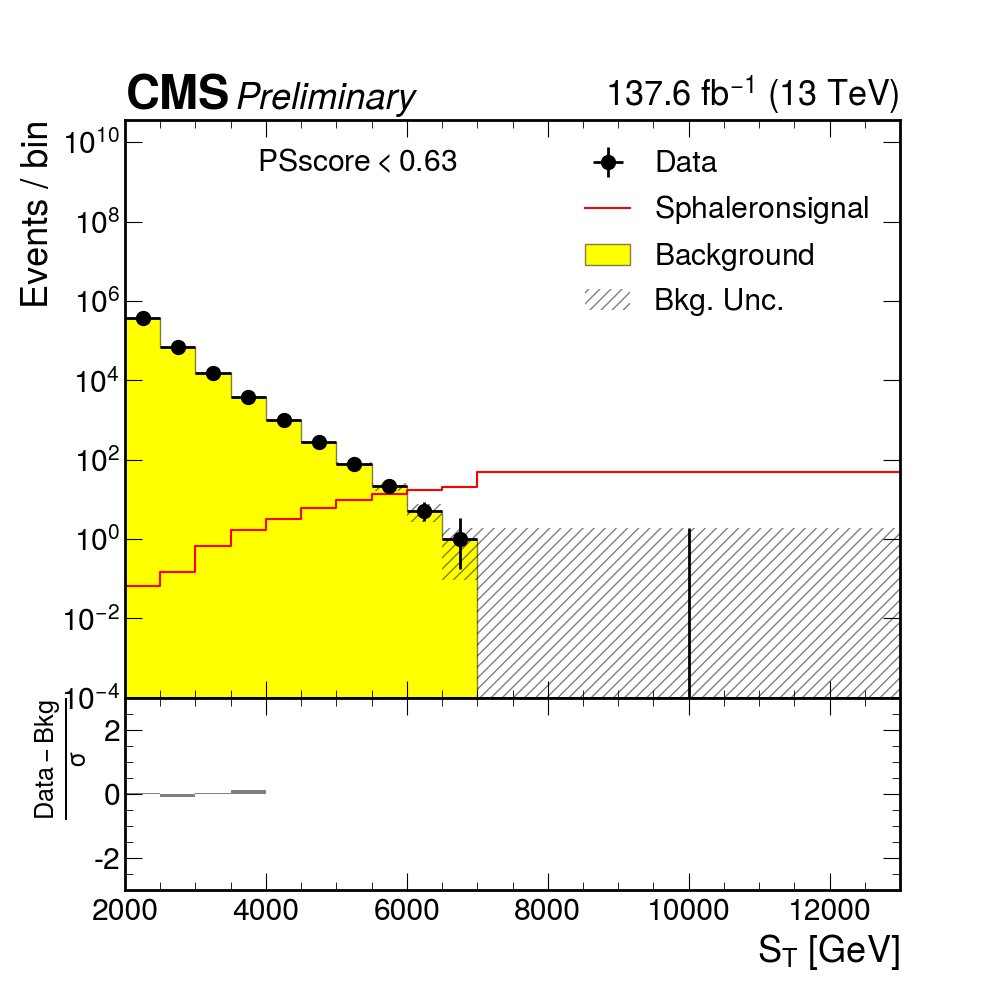 CMS Preliminary 137.6 fb⁻¹ (13 TeV)
Events / bin
PSscore < 0.63
Data
Sphaleronsignal
Background
Bkg. Unc.
10¹⁰
10⁸
10⁶
10⁴
10²
10⁰
10⁻²
10⁻⁴
Data − Bkg
σ
2
0
-2
2000 4000 6000 8000 10000 12000
S_T [GeV]